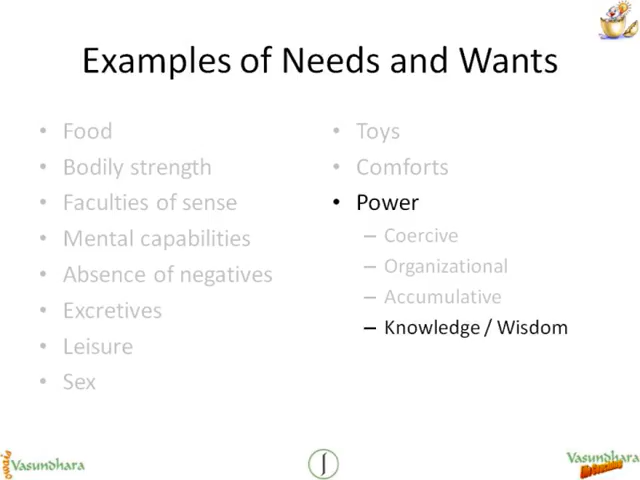 Examples of Needs and Wants
• Food
• Bodily strength
• Faculties of sense
• Mental capabilities
• Absence of negatives
• Excretives
• Leisure
• Sex
• Toys
• Comforts
• Power
– Coercive
– Organizational
– Accumulative
– Knowledge / Wisdom
Vasundhara
Vasundhara